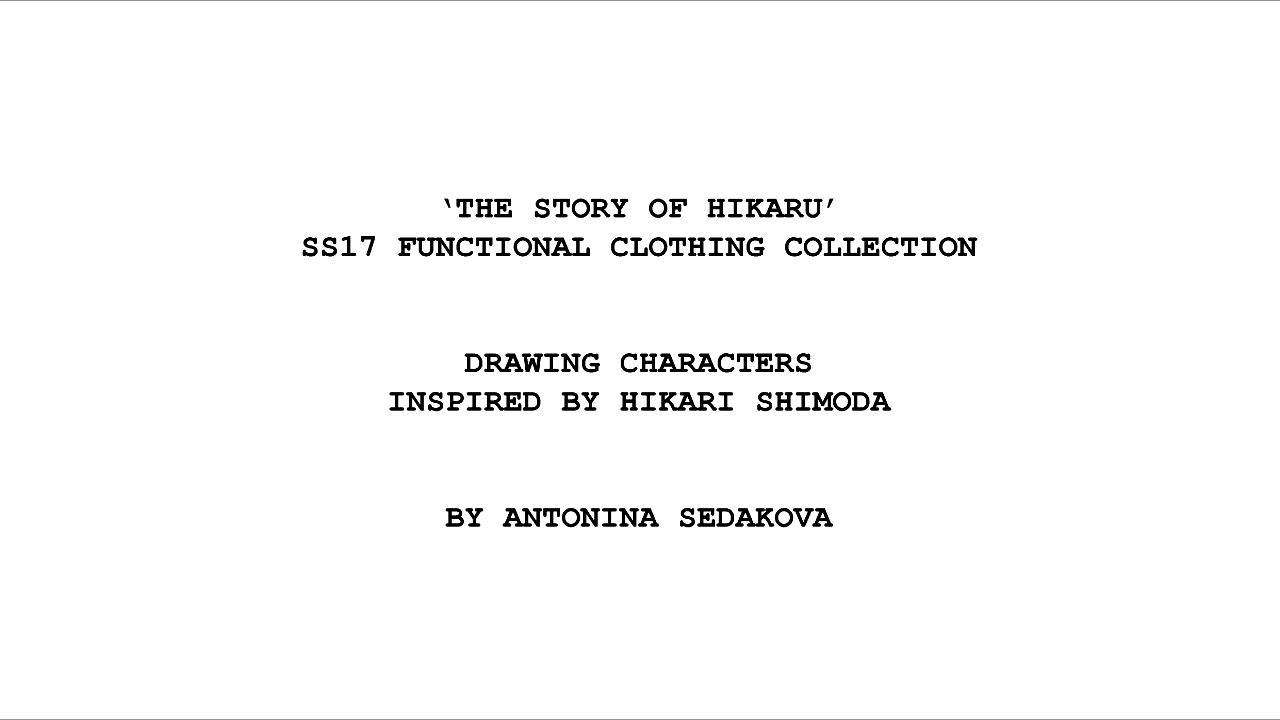 ‘THE STORY OF HIKARU’
SS17 FUNCTIONAL CLOTHING COLLECTION
DRAWING CHARACTERS
INSPIRED BY HIKARI SHIMODA
BY ANTONINA SEDAKOVA